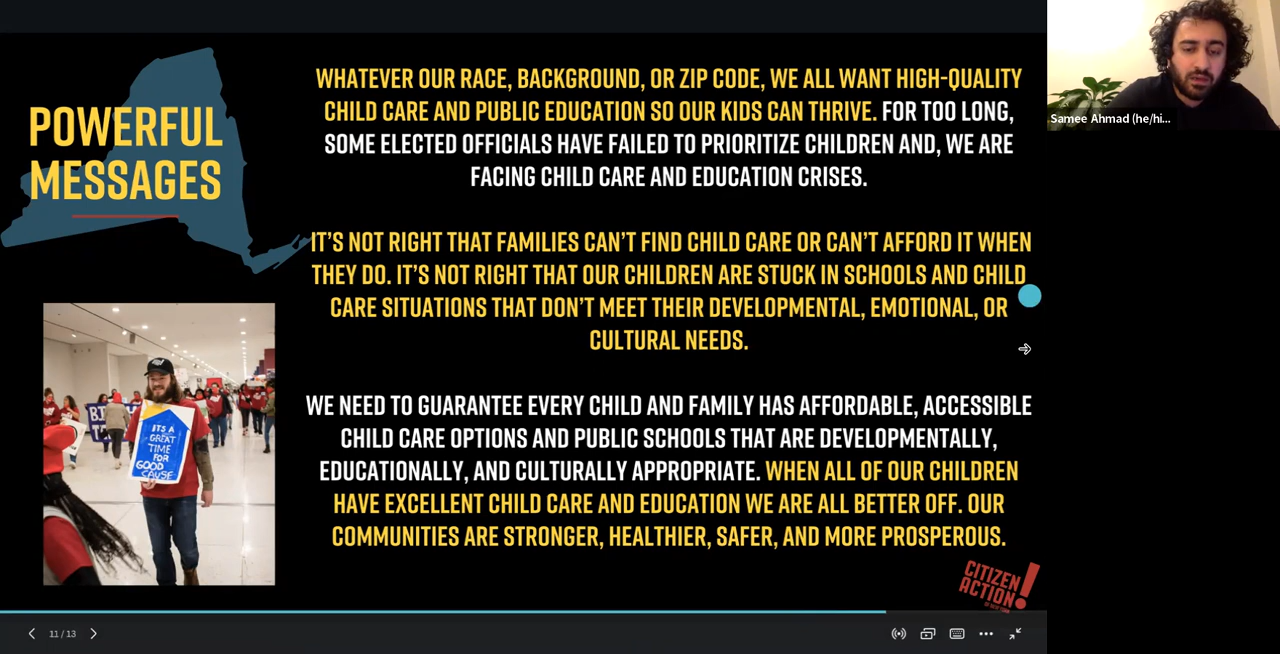 POWERFUL
MESSAGES
WHATEVER OUR RACE, BACKGROUND, OR ZIP CODE, WE ALL WANT HIGH-QUALITY
CHILD CARE AND PUBLIC EDUCATION SO OUR KIDS CAN THRIVE. FOR TOO LONG,
SOME ELECTED OFFICIALS HAVE FAILED TO PRIORITIZE CHILDREN AND, WE ARE
FACING CHILD CARE AND EDUCATION CRISES.
IT'S NOT RIGHT THAT FAMILIES CAN'T FIND CHILD CARE OR CAN'T AFFORD IT WHEN
THEY DO. IT'S NOT RIGHT THAT OUR CHILDREN ARE STUCK IN SCHOOLS AND CHILD
CARE SITUATIONS THAT DON'T MEET THEIR DEVELOPMENTAL, EMOTIONAL, OR
CULTURAL NEEDS.
WE NEED TO GUARANTEE EVERY CHILD AND FAMILY HAS AFFORDABLE, ACCESSIBLE
CHILD CARE OPTIONS AND PUBLIC SCHOOLS THAT ARE DEVELOPMENTALLY,
EDUCATIONALLY, AND CULTURALLY APPROPRIATE. WHEN ALL OF OUR CHILDREN
HAVE EXCELLENT CHILD CARE AND EDUCATION WE ARE ALL BETTER OFF. OUR
COMMUNITIES ARE STRONGER, HEALTHIER, SAFER, AND MORE PROSPEROUS.
ITS A
GREAT
TIME
FOR
GOOD
CAUSE
CITIZEN
ACTION!
OF NEW YORK
11 / 13
Samee Ahmad (he/hi...